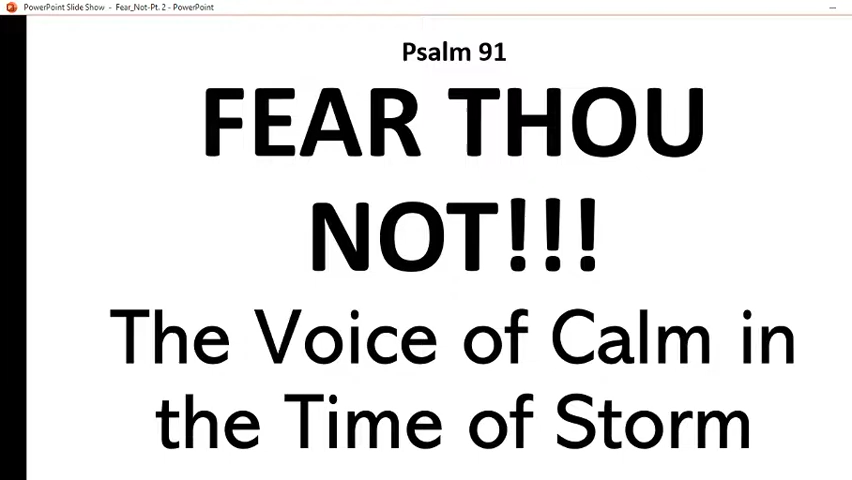 PowerPoint Slide Show - Fear_Not-Pt. 2 - PowerPoint
Psalm 91
FEAR THOU
NOT!!!
The Voice of Calm in
the Time of Storm